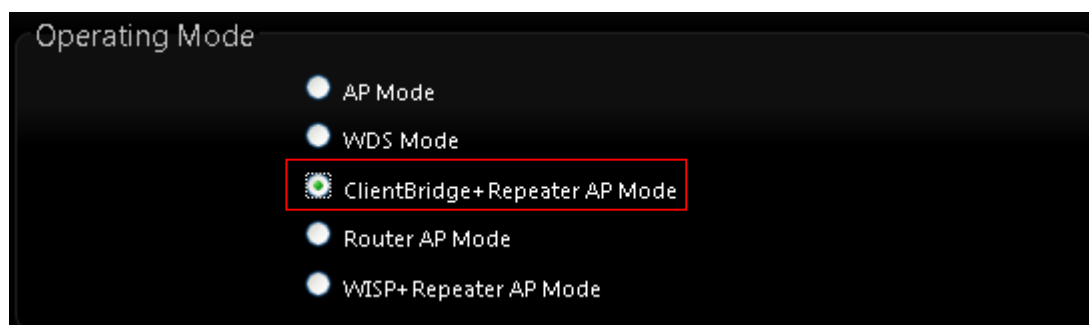 Operating Mode
AP Mode
WDS Mode
ClientBridge+Repeater AP Mode
Router AP Mode
WISP+Repeater AP Mode